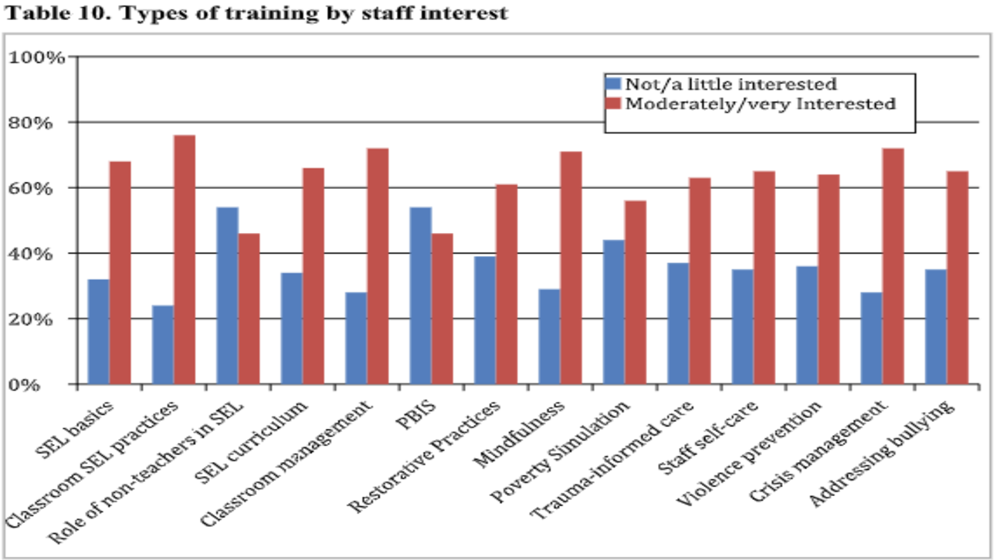 Table 10. Types of training by staff interest
100%
80%
60%
40%
20%
0%
Not/a little interested
Moderately/very Interested
SEL basics
Classroom SEL practices
Role of non-teachers in SEL
SEL curriculum
Classroom management
PBIS
Restorative Practices
Mindfulness
Poverty Simulation
Trauma-informed care
Staff self-care
Violence prevention
Crisis management
Addressing bullying